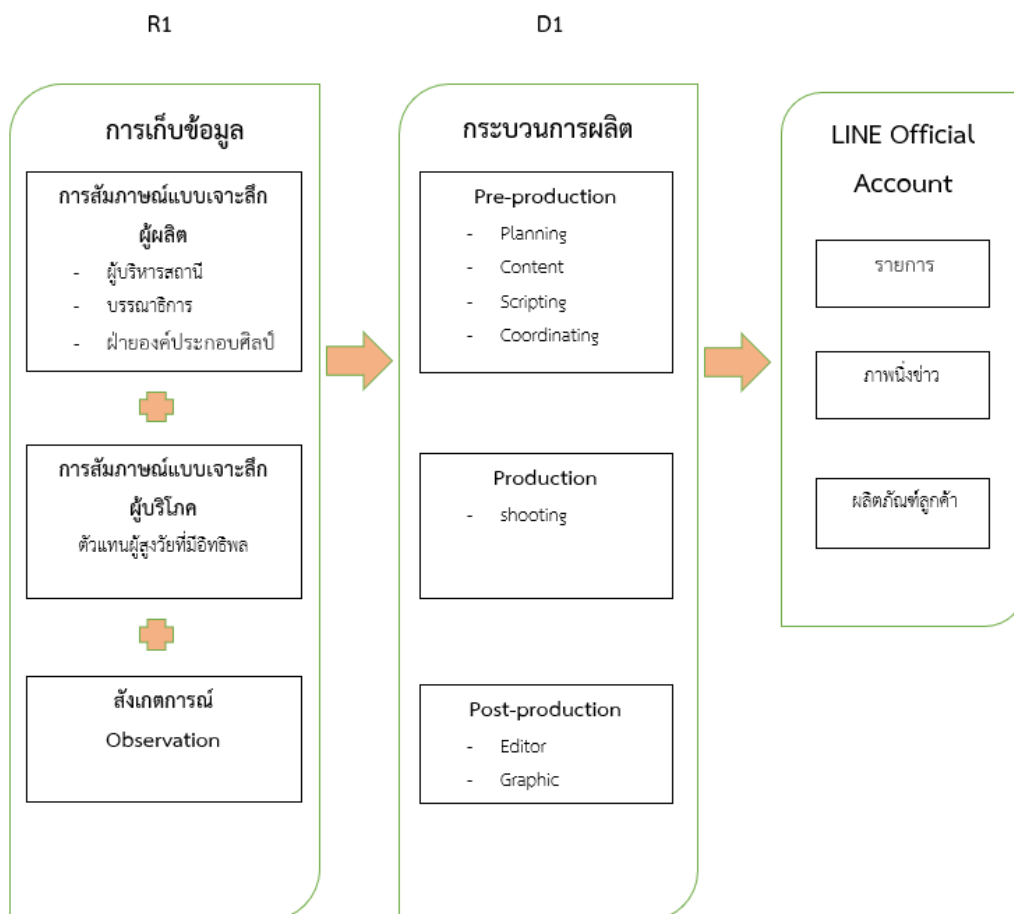 R1
D1
การเก็บข้อมูล
การสัมภาษณ์แบบเจาะลึก
ผู้ผลิต
- ผู้บริหารสถานี
- บรรณาธิการ
- ฝ่ายองค์ประกอบศิลป์
การสัมภาษณ์แบบเจาะลึก
ผู้บริโภค
ตัวแทนผู้สูงวัยที่มีอิทธิพล
สังเกตการณ์
Observation
กระบวนการผลิต
Pre-production
- Planning
- Content
- Scripting
- Coordinating
Production
- shooting
Post-production
- Editor
- Graphic
LINE Official
Account
รายการ
ภาพนิ่งข่าว
ผลิตภัณฑ์ลูกค้า